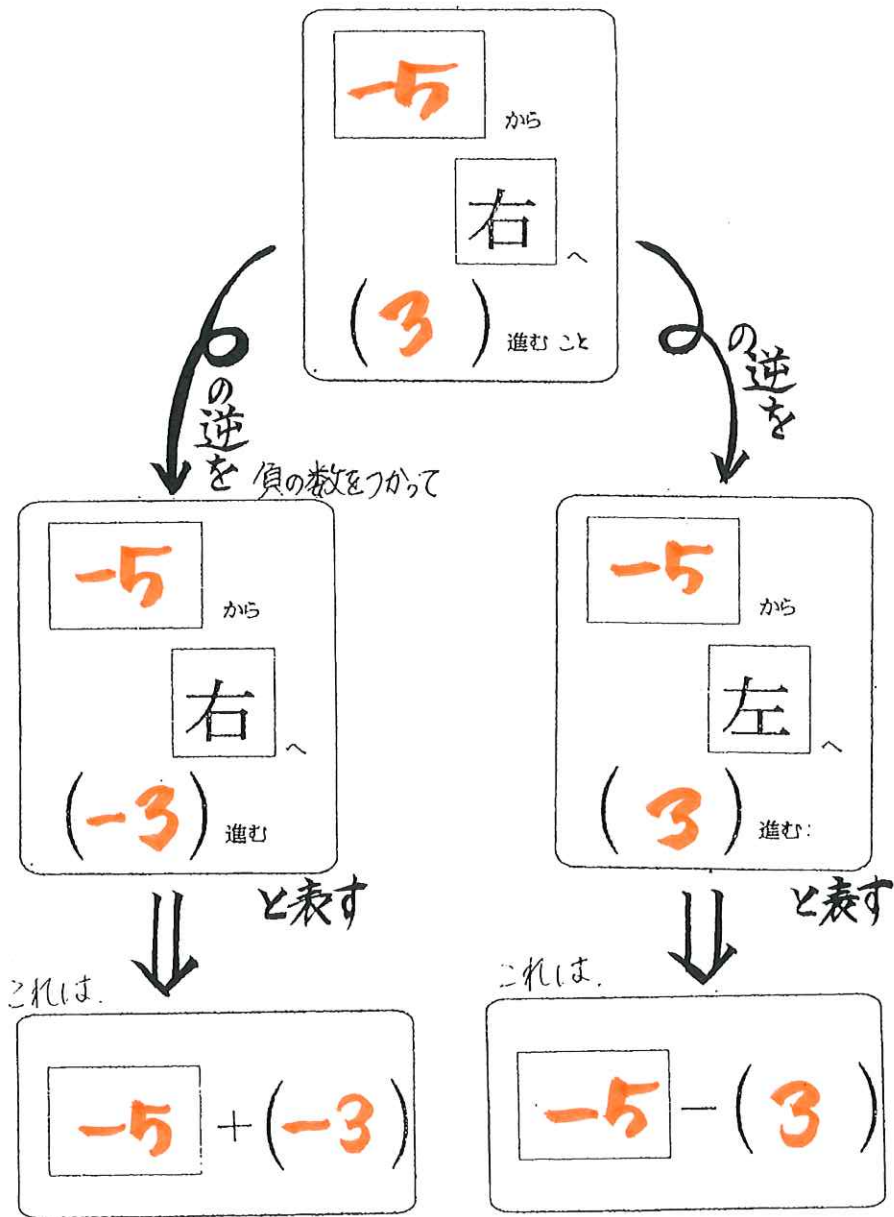 -5 から
右 へ
( 3 ) 進む こと
の逆を
負の数をつかって
-5 から
右 へ
(-3) 進む
と表す
これは.
-5 + (-3)
の逆を
-5 から
左 へ
( 3 ) 進む
と表す
これは.
-5 - ( 3 )